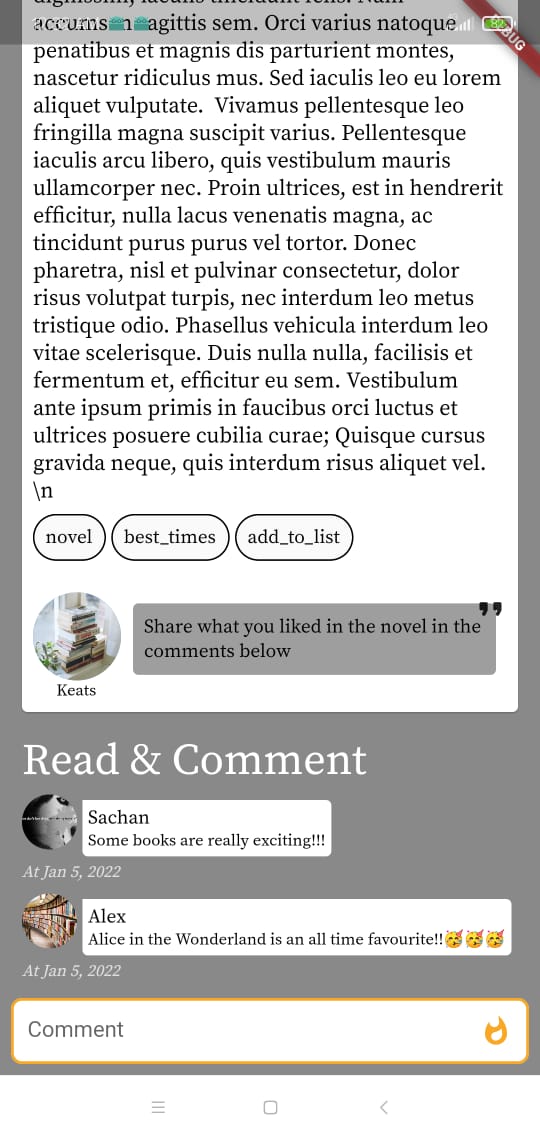 dignissim, iaculis tincidunt felis. Nam
sagittis sem. Orci varius natoque
penatibus et magnis dis parturient montes,
nascetur ridiculus mus. Sed iaculis leo eu lorem
aliquet vulputate.  Vivamus pellentesque leo
fringilla magna suscipit varius. Pellentesque
iaculis arcu libero, quis vestibulum mauris
ullamcorper nec. Proin ultrices, est in hendrerit
efficitur, nulla lacus venenatis magna, ac
tincidunt purus purus vel tortor. Donec
pharetra, nisl et pulvinar consectetur, dolor
risus volutpat turpis, nec interdum leo metus
tristique odio. Phasellus vehicula interdum leo
vitae scelerisque. Duis nulla nulla, facilisis et
fermentum et, efficitur eu sem. Vestibulum
ante ipsum primis in faucibus orci luctus et
ultrices posuere cubilia curae; Quisque cursus
gravida neque, quis interdum risus aliquet vel.
\n
novel best_times add_to_list
Share what you liked in the novel in the
comments below
Keats
Read & Comment
Sachan
Some books are really exciting!!!
At Jan 5, 2022
Alex
Alice in the Wonderland is an all time favourite!!🥳🥳🥳
At Jan 5, 2022
Comment